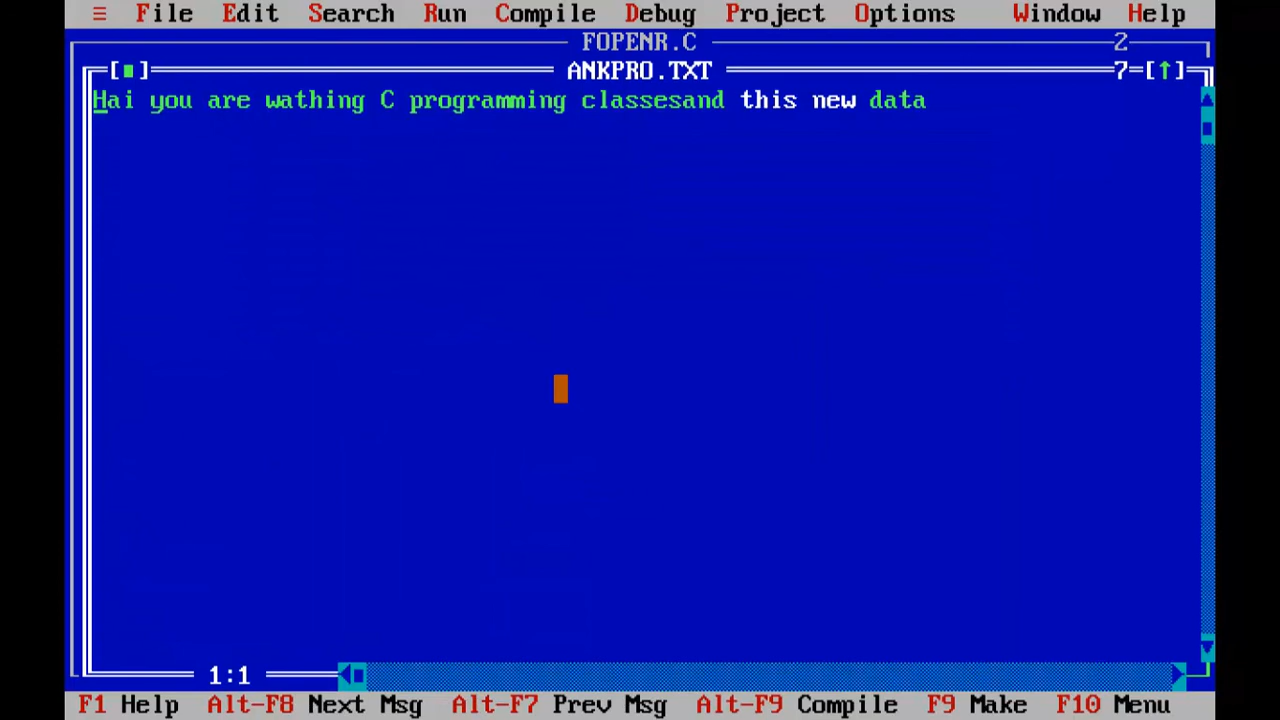 ≡ File Edit Search Run Compile Debug Project Options Window Help
FOPENR.C 2
[■] ANKPRO.TXT 7=[↑]
Hai you are wathing C programming classesand this new data
1:1
F1 Help Alt-F8 Next Msg Alt-F7 Prev Msg Alt-F9 Compile F9 Make F10 Menu